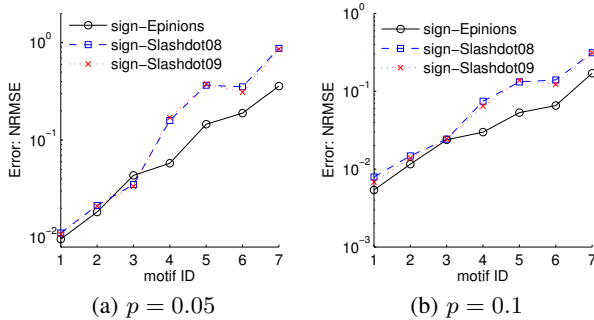 sign−Epinions
sign−Slashdot08
sign−Slashdot09
10^0
10^−1
10^−2
Error: NRMSE
1 2 3 4 5 6 7
motif ID
(a) p = 0.05
sign−Epinions
sign−Slashdot08
sign−Slashdot09
10^0
10^−1
10^−2
10^−3
Error: NRMSE
1 2 3 4 5 6 7
motif ID
(b) p = 0.1